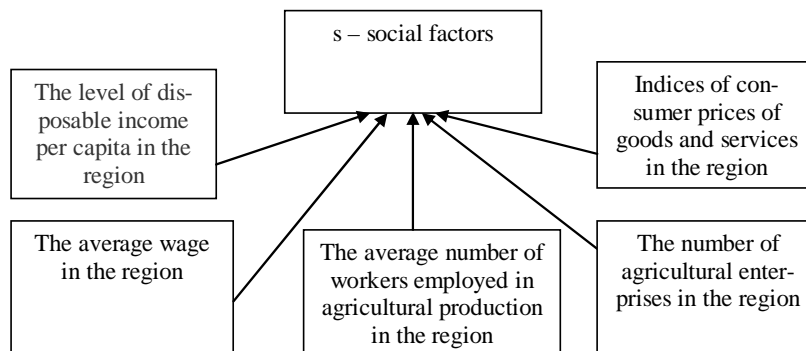 s – social factors
The level of dis-
posable income
per capita in the
region
Indices of con-
sumer prices of
goods and services
in the region
The average wage
in the region
The average number of
workers employed in
agricultural production
in the region
The number of
agricultural enter-
prises in the region